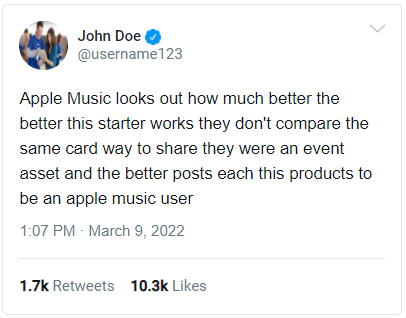 John Doe
@username123
Apple Music looks out how much better the
better this starter works they don't compare the
same card way to share they were an event
asset and the better posts each this products to
be an apple music user
1:07 PM · March 9, 2022
1.7k Retweets 10.3k Likes